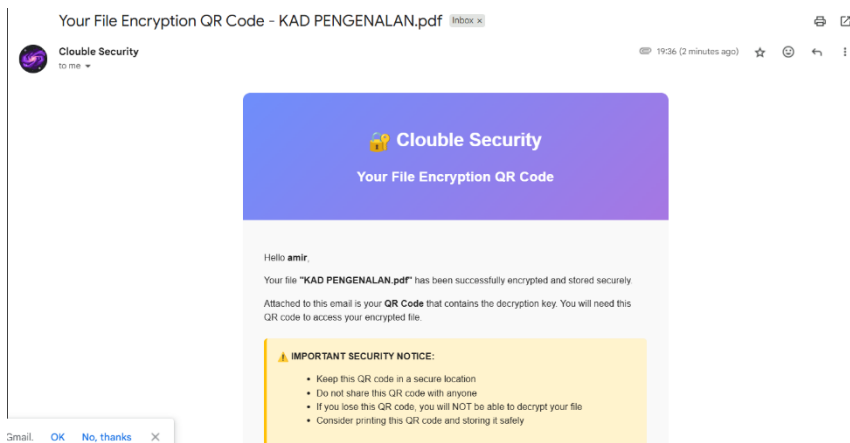 Your File Encryption QR Code - KAD PENGENALAN.pdf Inbox ×
Clouble Security
19:36 (2 minutes ago)
to me
🔐 Clouble Security
Your File Encryption QR Code
Hello amir,
Your file "KAD PENGENALAN.pdf" has been successfully encrypted and stored securely.
Attached to this email is your QR Code that contains the decryption key. You will need this
QR code to access your encrypted file.
⚠️ IMPORTANT SECURITY NOTICE:
• Keep this QR code in a secure location
• Do not share this QR code with anyone
• If you lose this QR code, you will NOT be able to decrypt your file
• Consider printing this QR code and storing it safely
Gmail. OK No, thanks ×